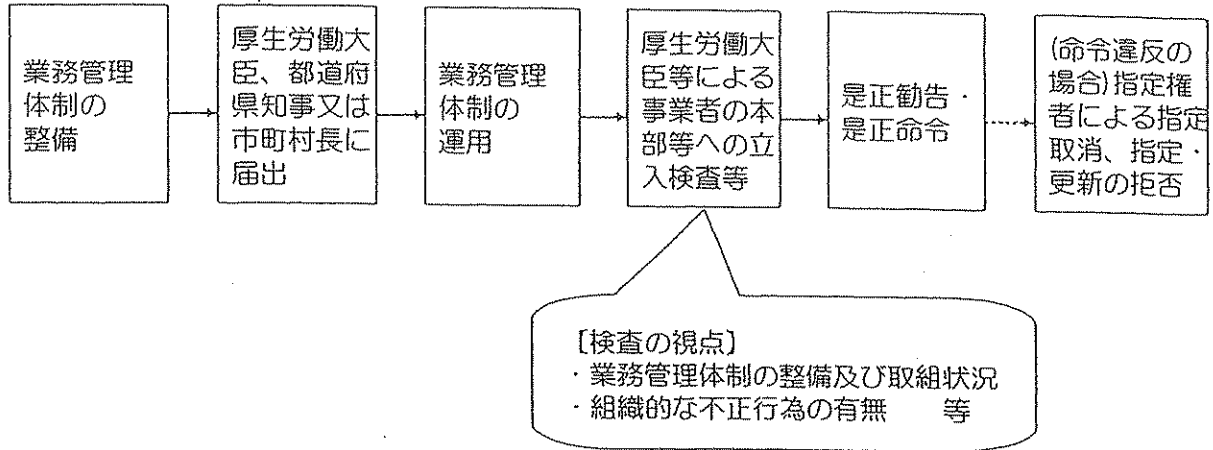 業務管理
体制の
整備
厚生労働大
臣、都道府
県知事又は
市町村長に
届出
業務管理
体制の
運用
厚生労働大
臣等による
事業者の本
部等への立
入検査等
是正勧告・
是正命令
(命令違反の
場合)指定権
者による指定
取消、指定・
更新の拒否
【検査の視点】
・業務管理体制の整備及び取組状況
・組織的な不正行為の有無　等